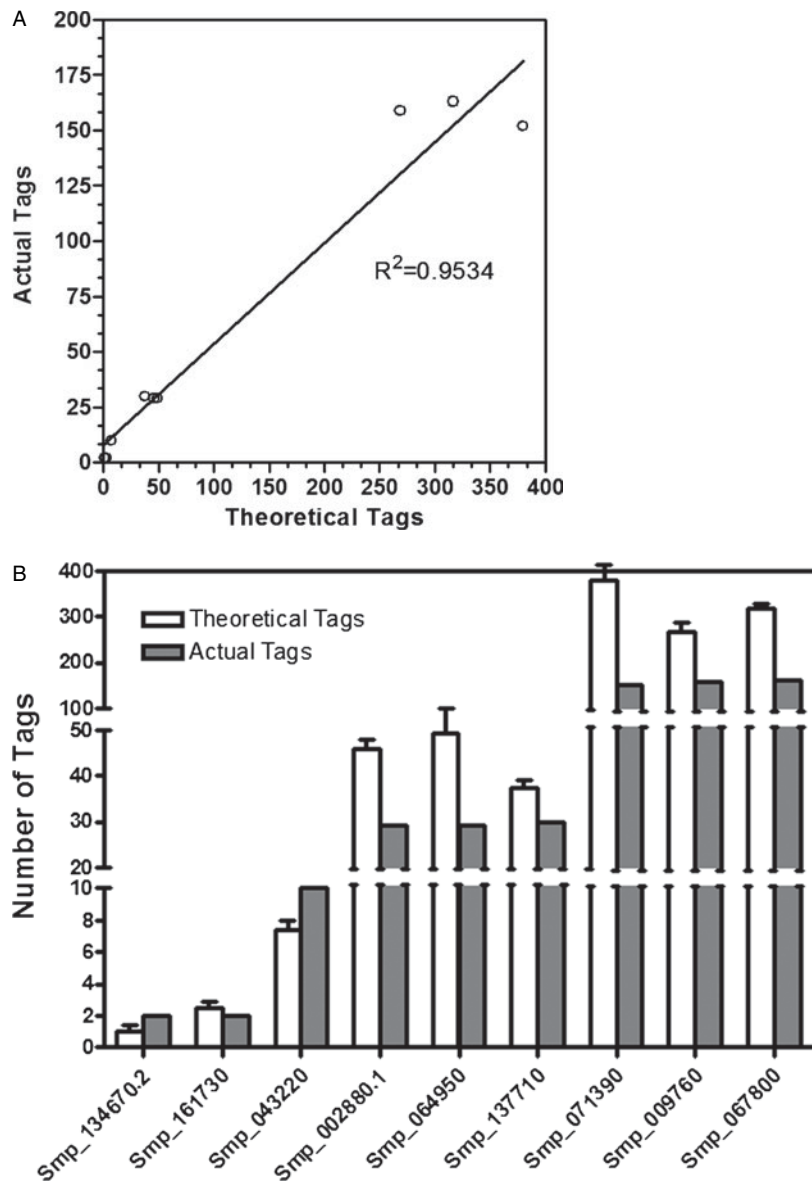 A
200
175
150
125
100
75
50
25
0
Actual Tags
R²=0.9534
0 50 100 150 200 250 300 350 400
Theoretical Tags
B
400
300
200
100
50
40
30
20
10
8
6
4
2
0
Number of Tags
Theoretical Tags
Actual Tags
Smp_134670.2
Smp_161730
Smp_043220
Smp_002880.1
Smp_064950
Smp_137710
Smp_071390
Smp_009760
Smp_067800